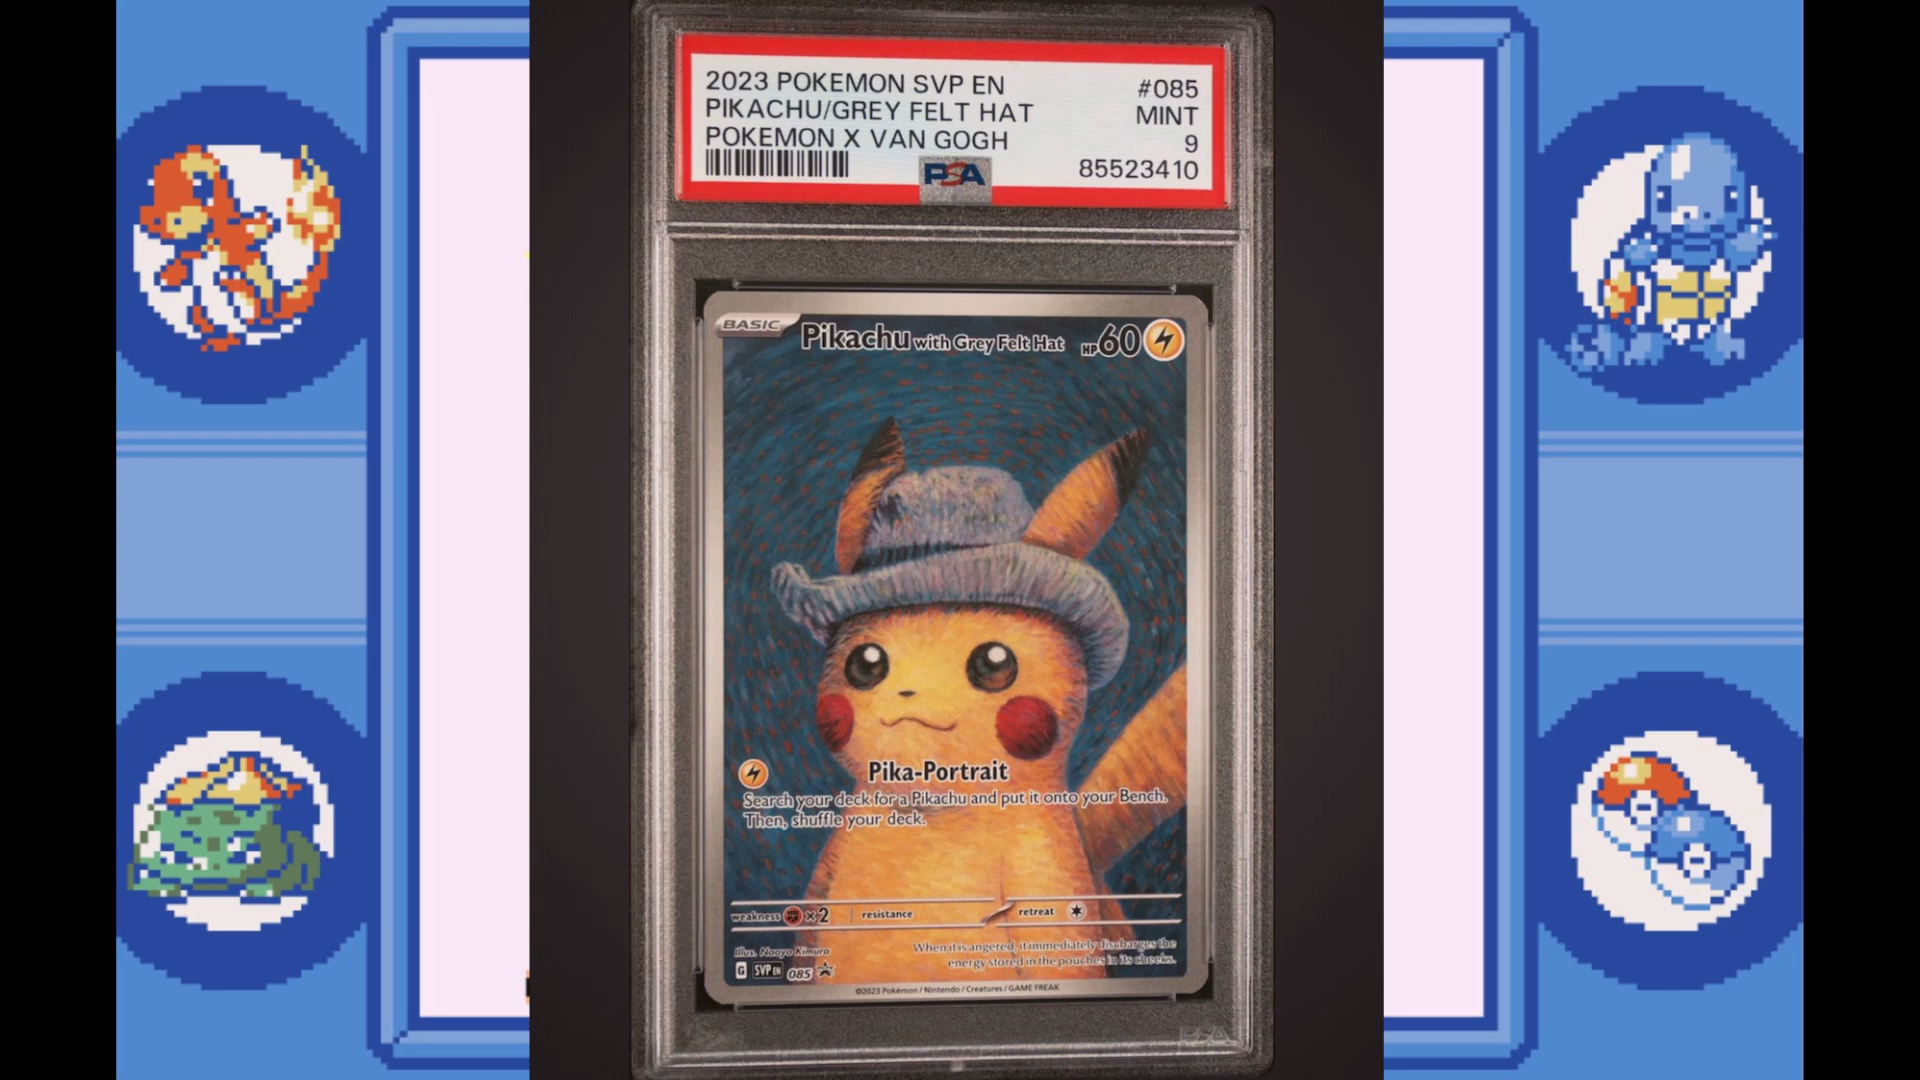 2023 POKEMON SVP EN #085
PIKACHU/GREY FELT HAT MINT
POKEMON X VAN GOGH 9
PSA 85523410
BASIC Pikachu with Grey Felt Hat HP60
Pika-Portrait
Search your deck for a Pikachu and put it onto your Bench.
Then, shuffle your deck.
weakness ×2 resistance retreat
Illus. Naoyo Kimura
When it is angered, it immediately discharges the
energy stored in the pouches in its cheeks.
G SVP EN 085
©2023 Pokémon / Nintendo / Creatures / GAME FREAK
PSA